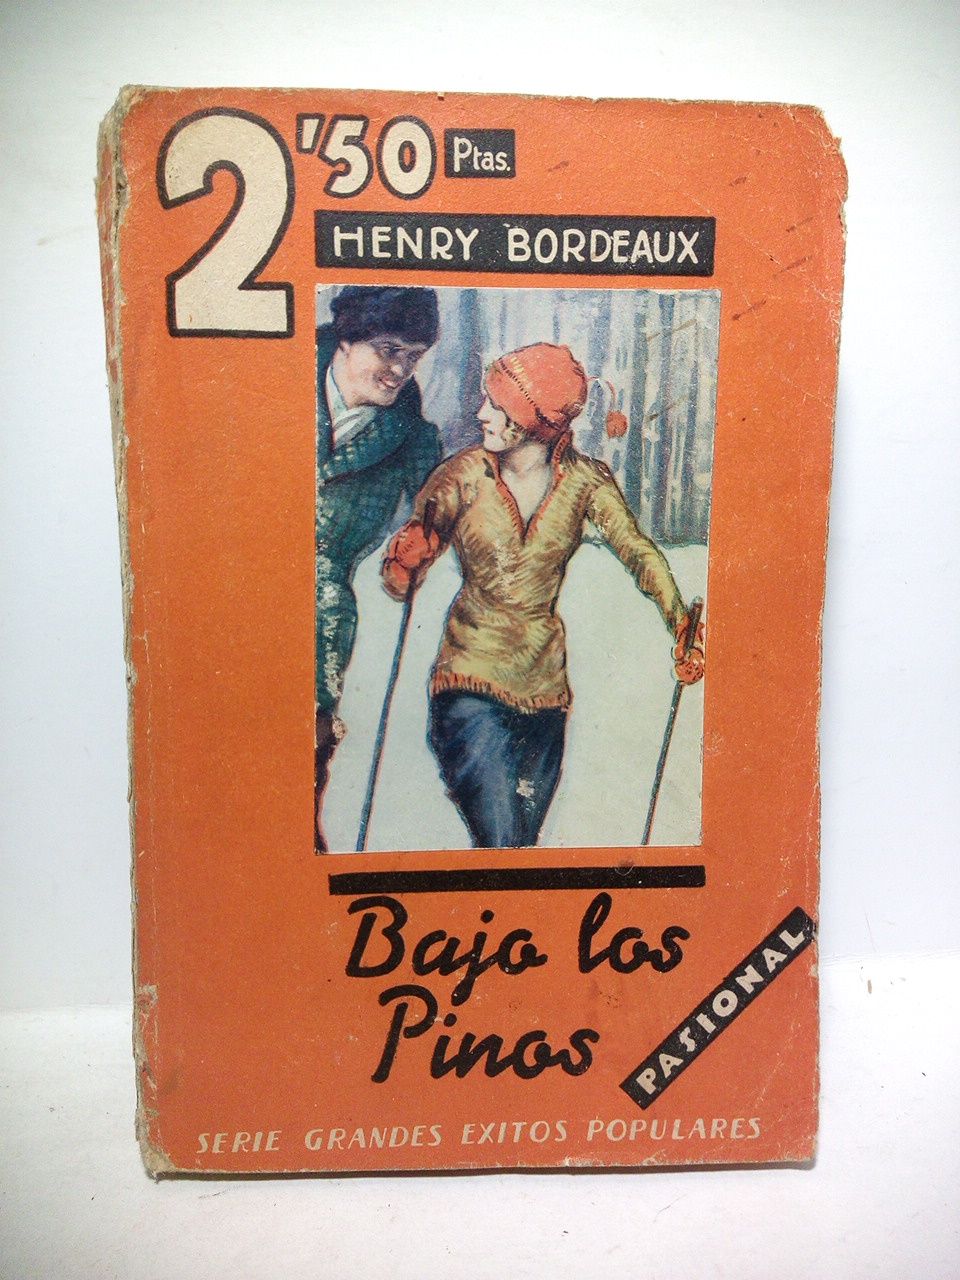 2'50 Ptas.
HENRY BORDEAUX
Bajo los
Pinos
PASIONAL
SERIE GRANDES EXITOS POPULARES